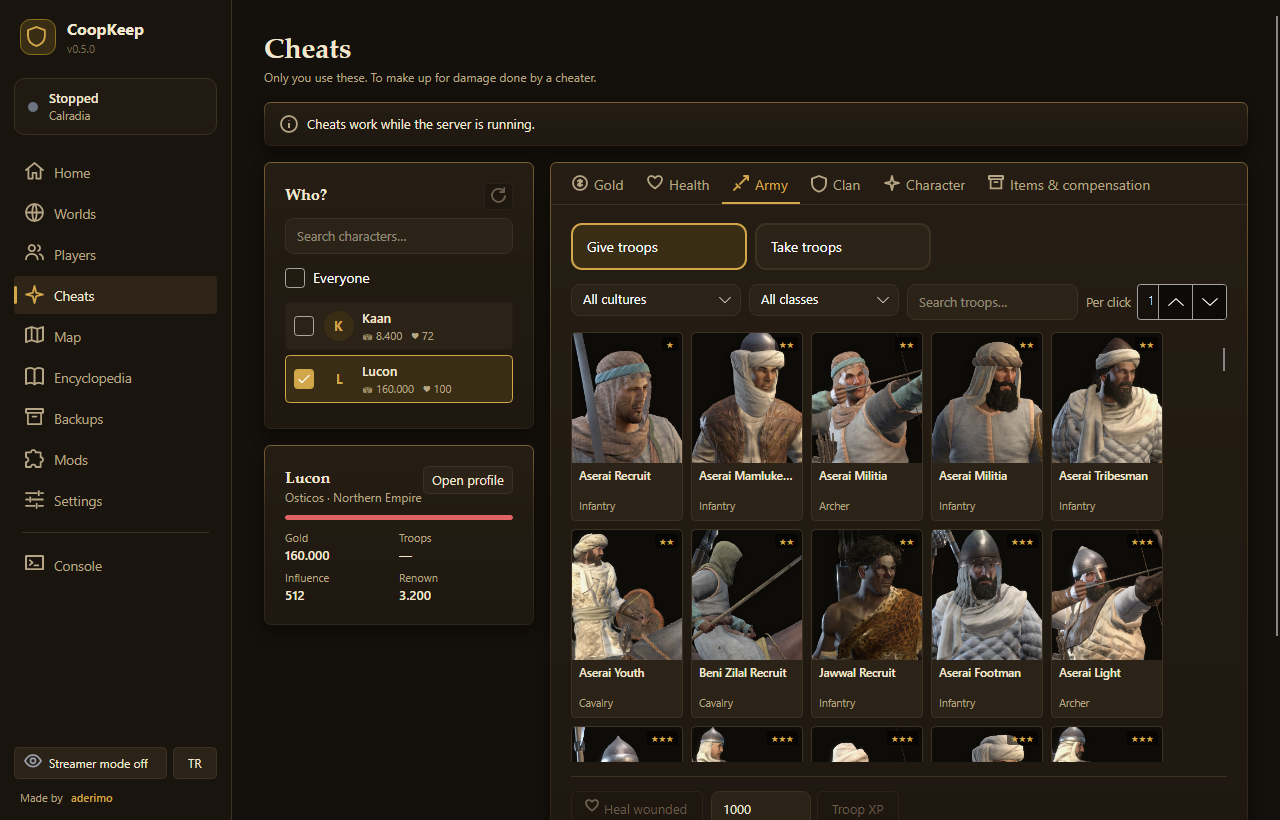 CoopKeep
v0.5.0
Stopped
Calradia
Home
Worlds
Players
Cheats
Map
Encyclopedia
Backups
Mods
Settings
Console
Streamer mode off
TR
Made by aderimo
Cheats
Only you use these. To make up for damage done by a cheater.
Cheats work while the server is running.
Who?
Search characters...
Everyone
K
Kaan
8.400 72
L
Lucon
160.000 100
Lucon
Open profile
Osticos · Northern Empire
Gold Troops
160.000 —
Influence Renown
512 3.200
Gold Health Army Clan Character Items & compensation
Give troops Take troops
All cultures All classes Search troops... Per click 1
Aserai Recruit Aserai Mamluke... Aserai Militia Aserai Militia Aserai Tribesman
Infantry Infantry Archer Infantry Infantry
Aserai Youth Beni Zilal Recruit Jawwal Recruit Aserai Footman Aserai Light
Cavalry Cavalry Infantry Infantry Archer
Heal wounded 1000 Troop XP